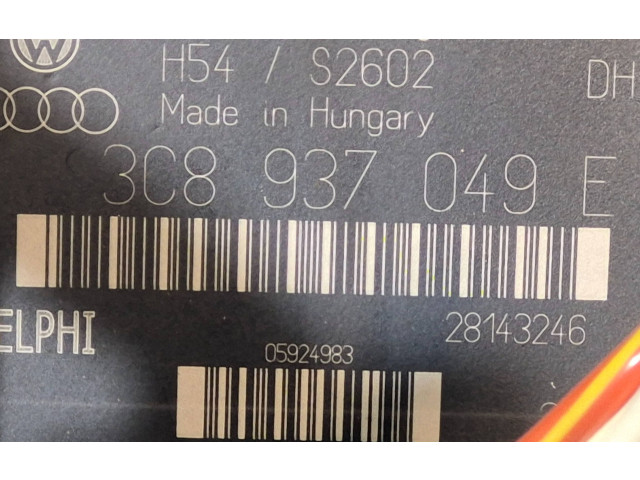 H54 / S2602 DH
Made in Hungary
3C8 937 049 E
ELPHI 28143246
05924983